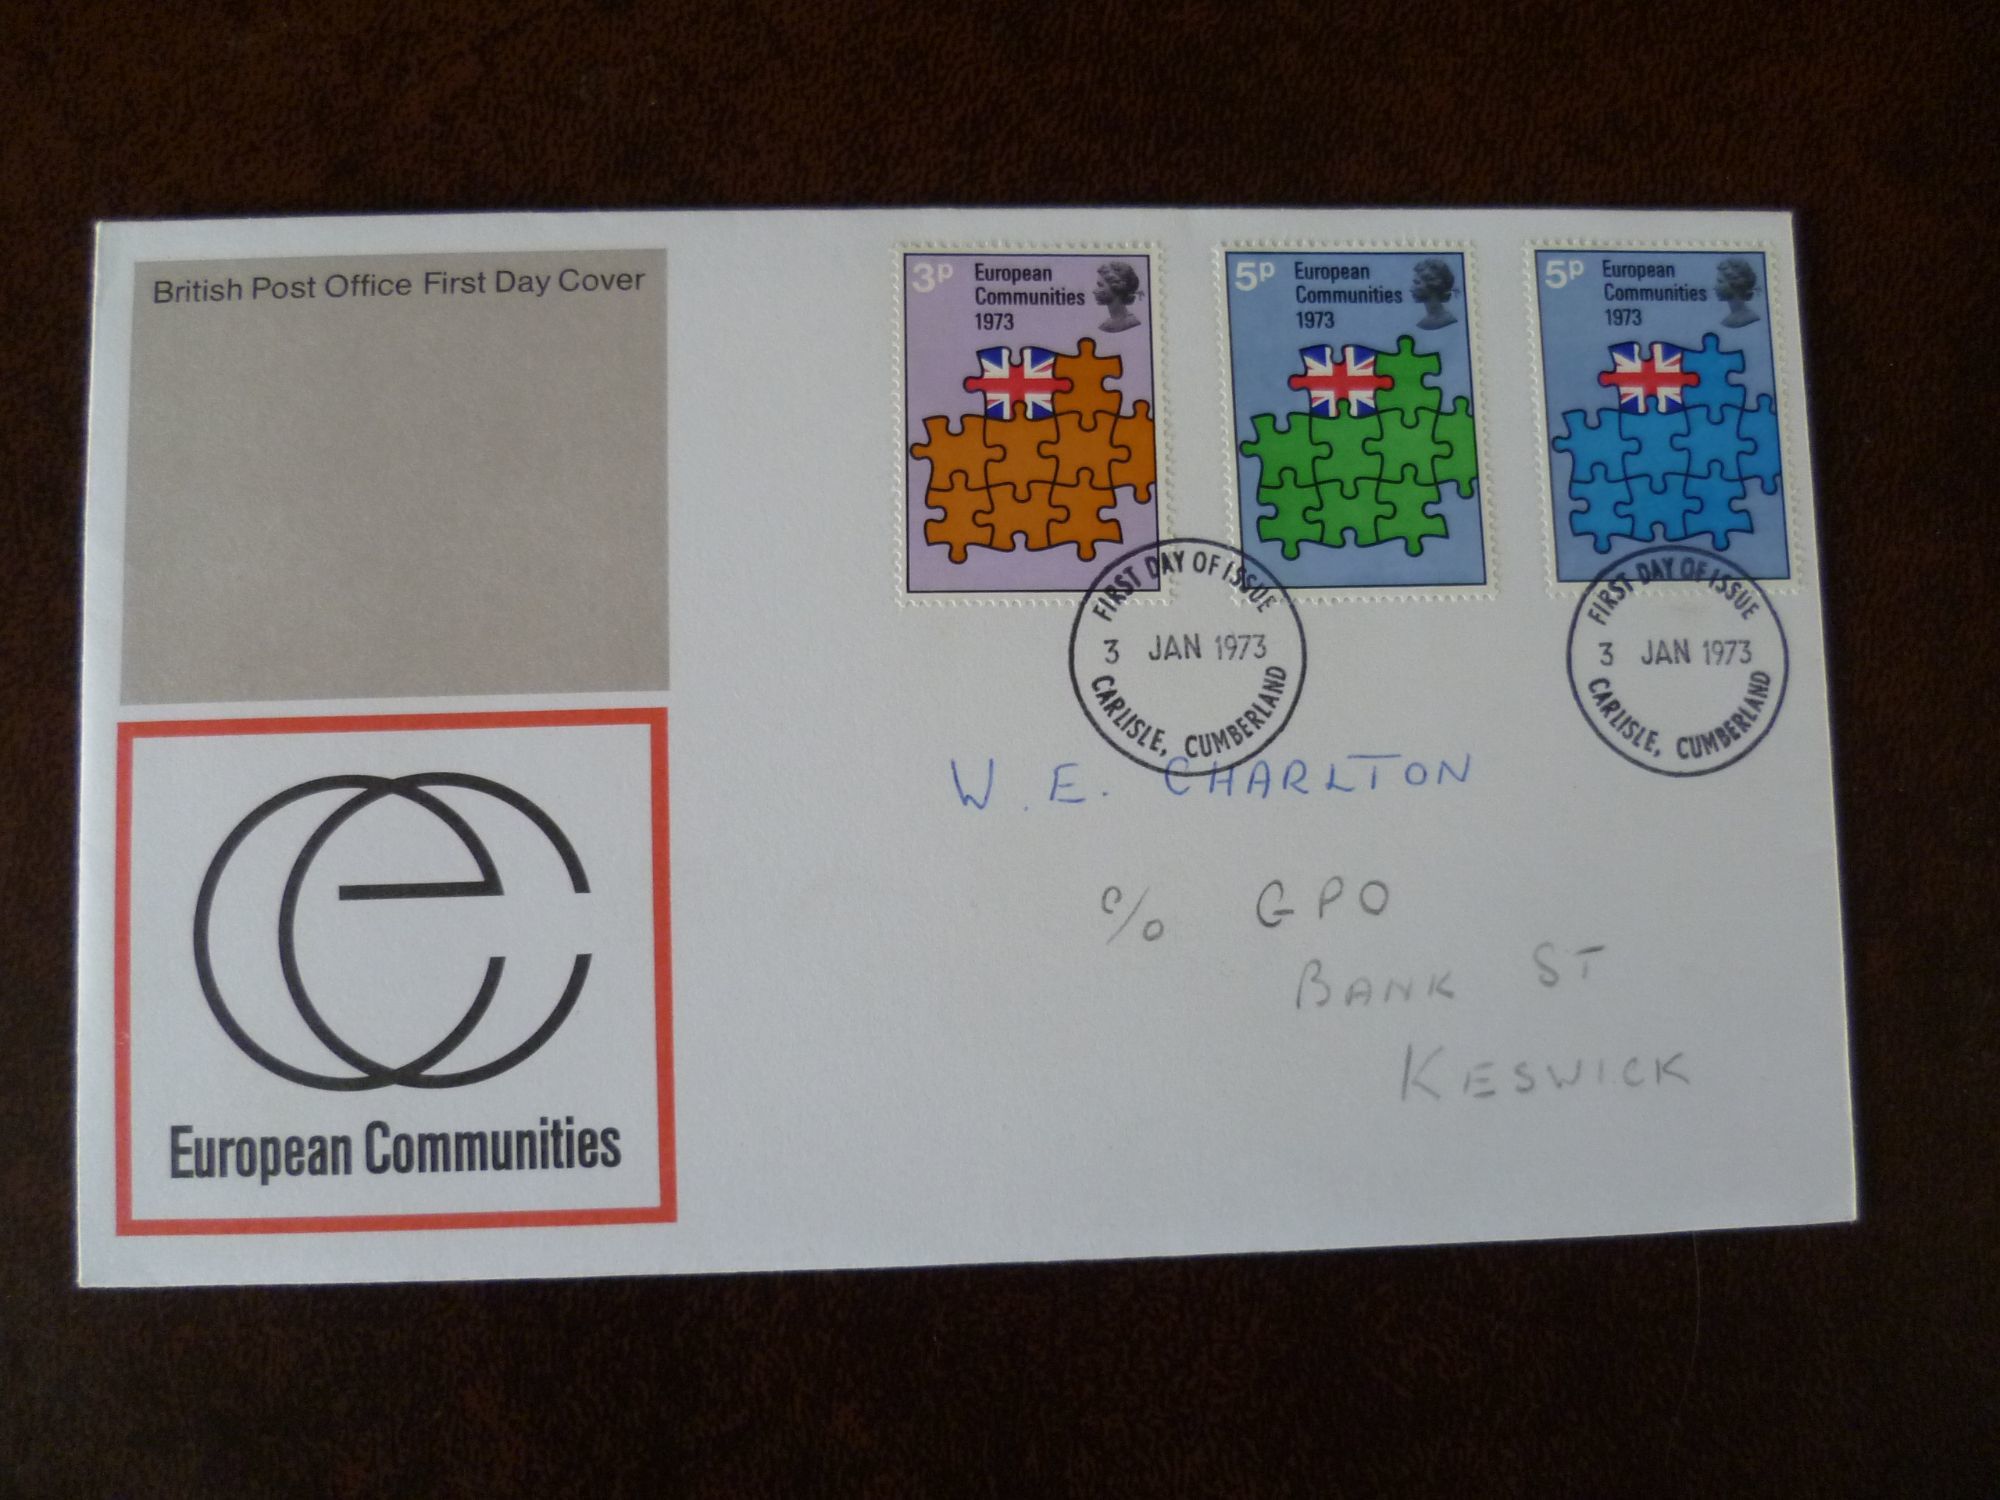 British Post Office First Day Cover
3p
European
Communities
1973
5p
European
Communities
1973
5p
European
Communities
1973
FIRST DAY OF ISSUE
3 JAN 1973
CARLISLE, CUMBERLAND
FIRST DAY OF ISSUE
3 JAN 1973
CARLISLE, CUMBERLAND
W. E. CHARLTON
c/o GPO
BANK ST
KESWICK
ec
European Communities